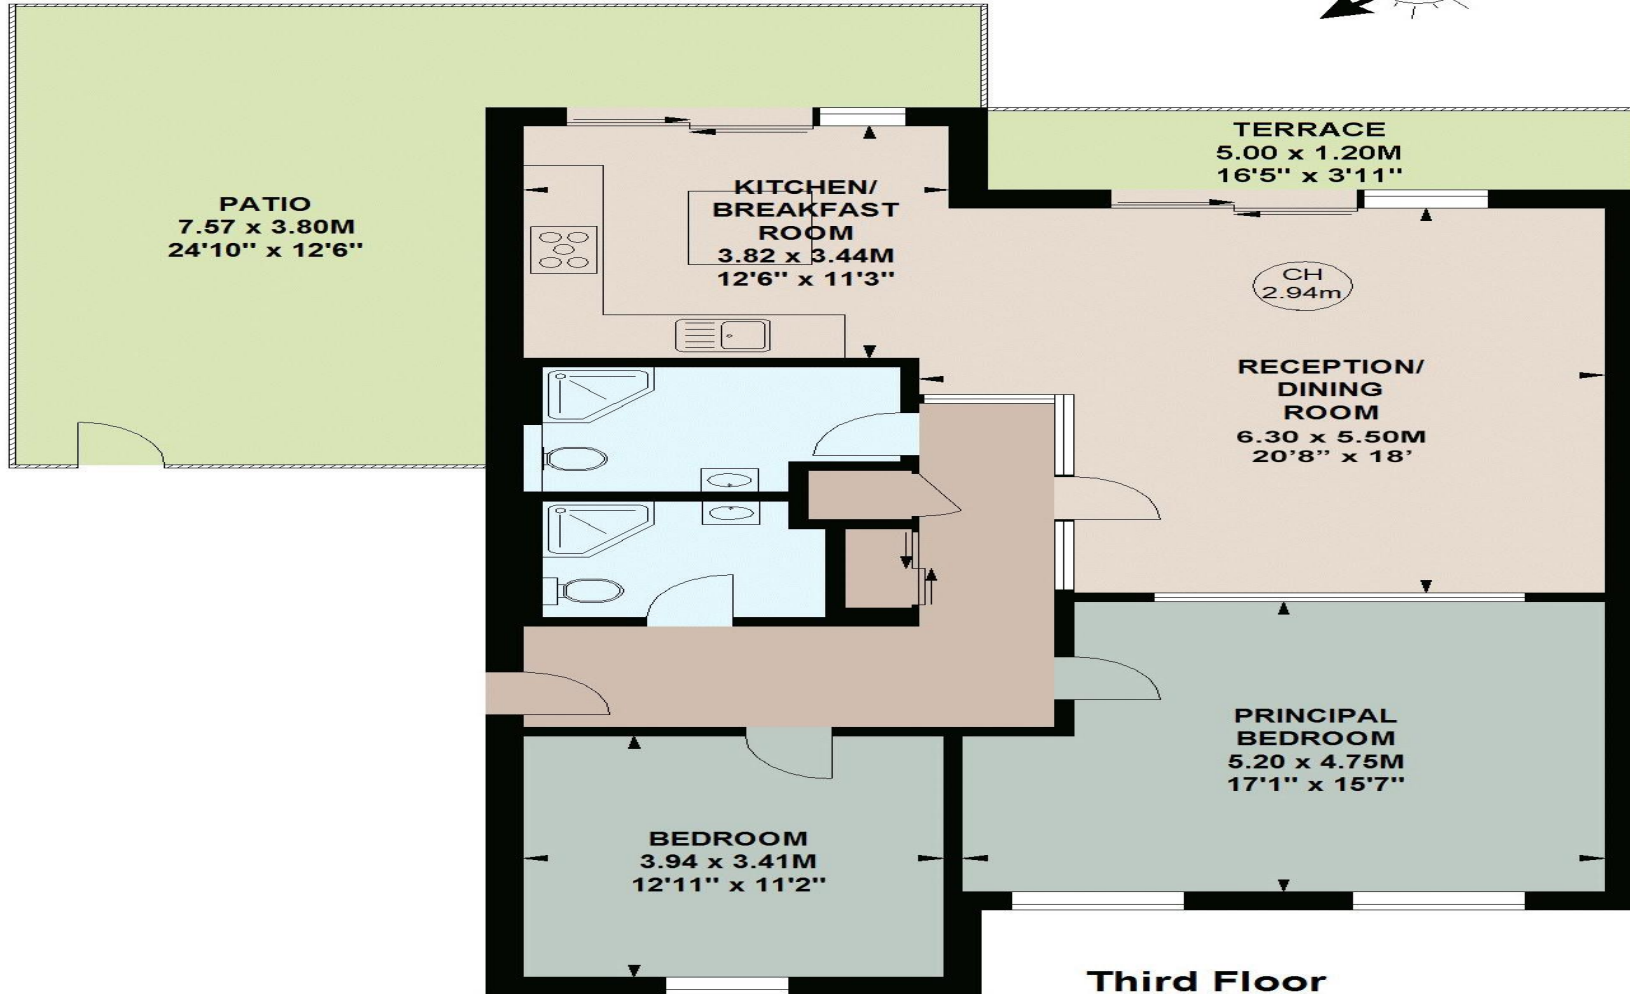 TERRACE
5.00 x 1.20M
16'5" x 3'11"
PATIO
7.57 x 3.80M
24'10" x 12'6"
KITCHEN/
BREAKFAST
ROOM
3.82 x 3.44M
12'6" x 11'3"
CH
2.94m
RECEPTION/
DINING
ROOM
6.30 x 5.50M
20'8" x 18'
PRINCIPAL
BEDROOM
5.20 x 4.75M
17'1" x 15'7"
BEDROOM
3.94 x 3.41M
12'11" x 11'2"
Third Floor